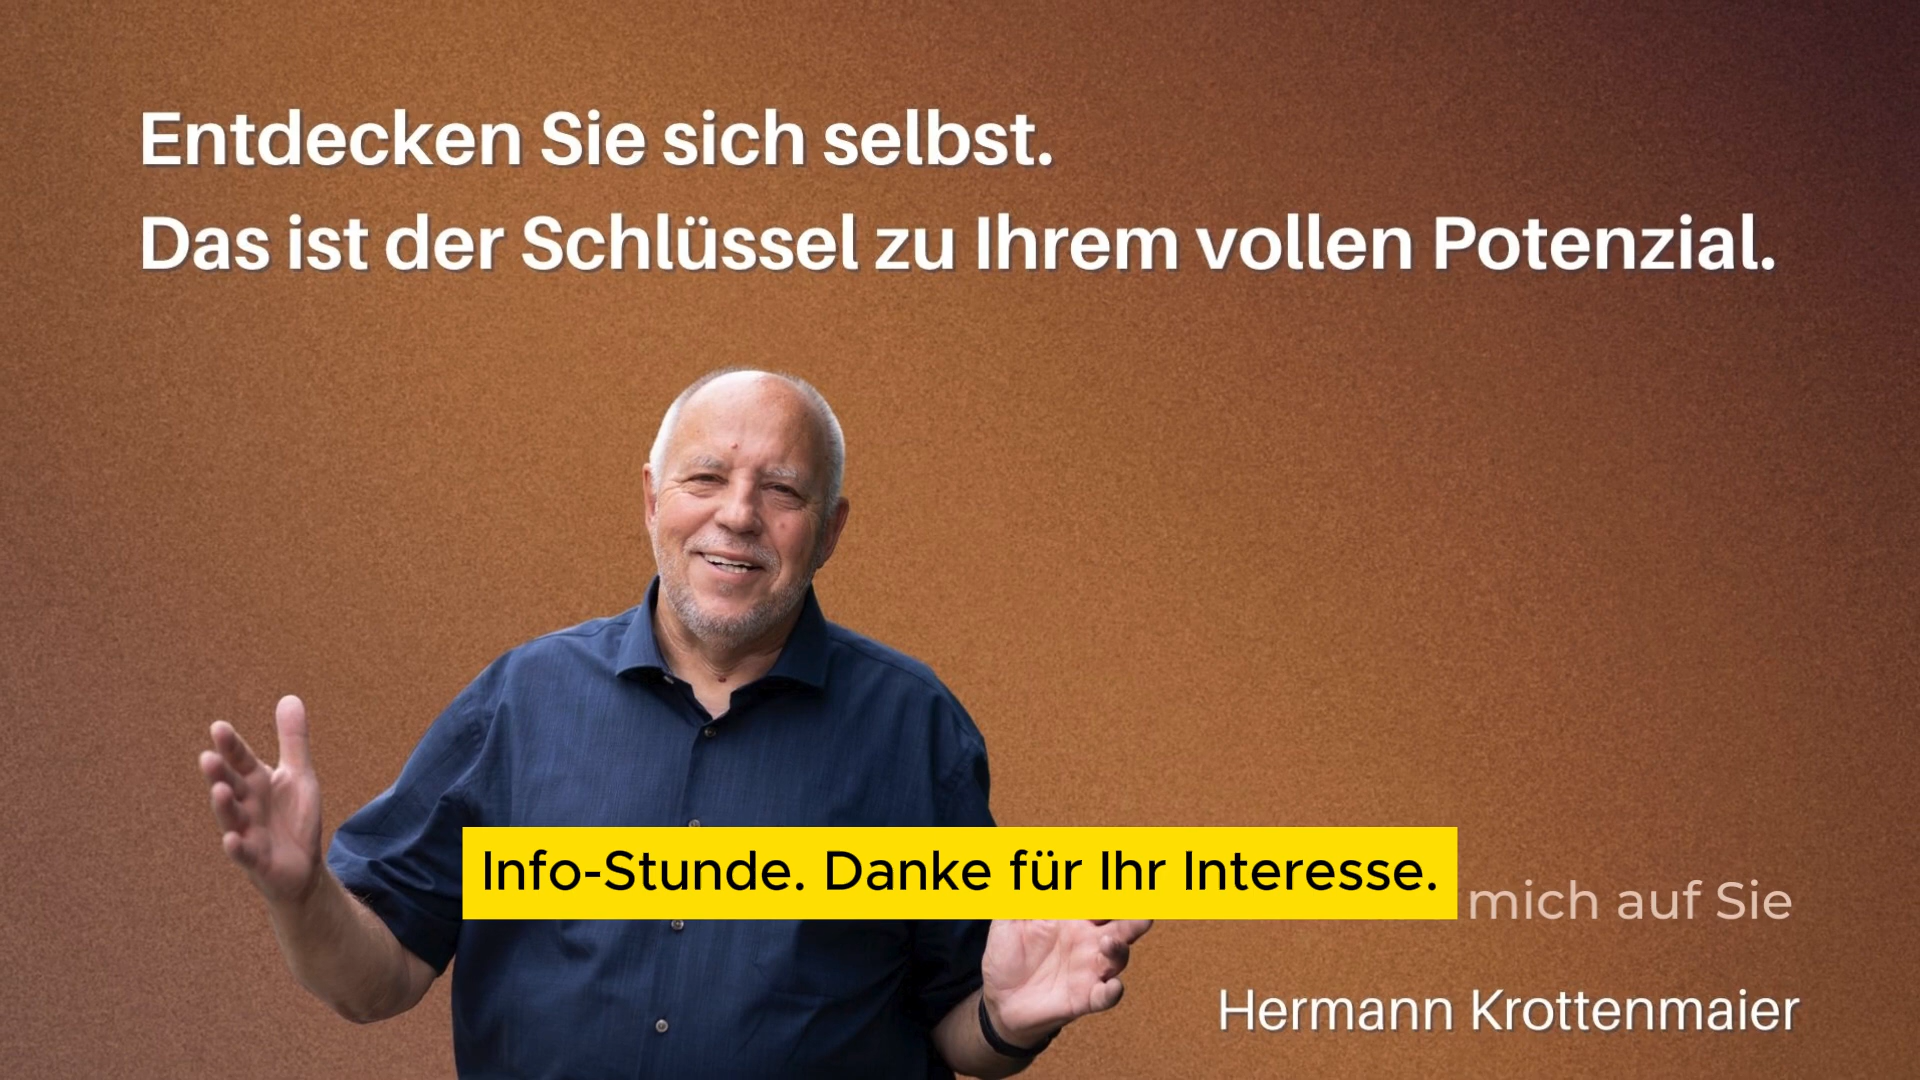 Entdecken Sie sich selbst.
Das ist der Schlüssel zu Ihrem vollen Potenzial.
Info-Stunde. Danke für Ihr Interesse.
mich auf Sie
Hermann Krottenmaier